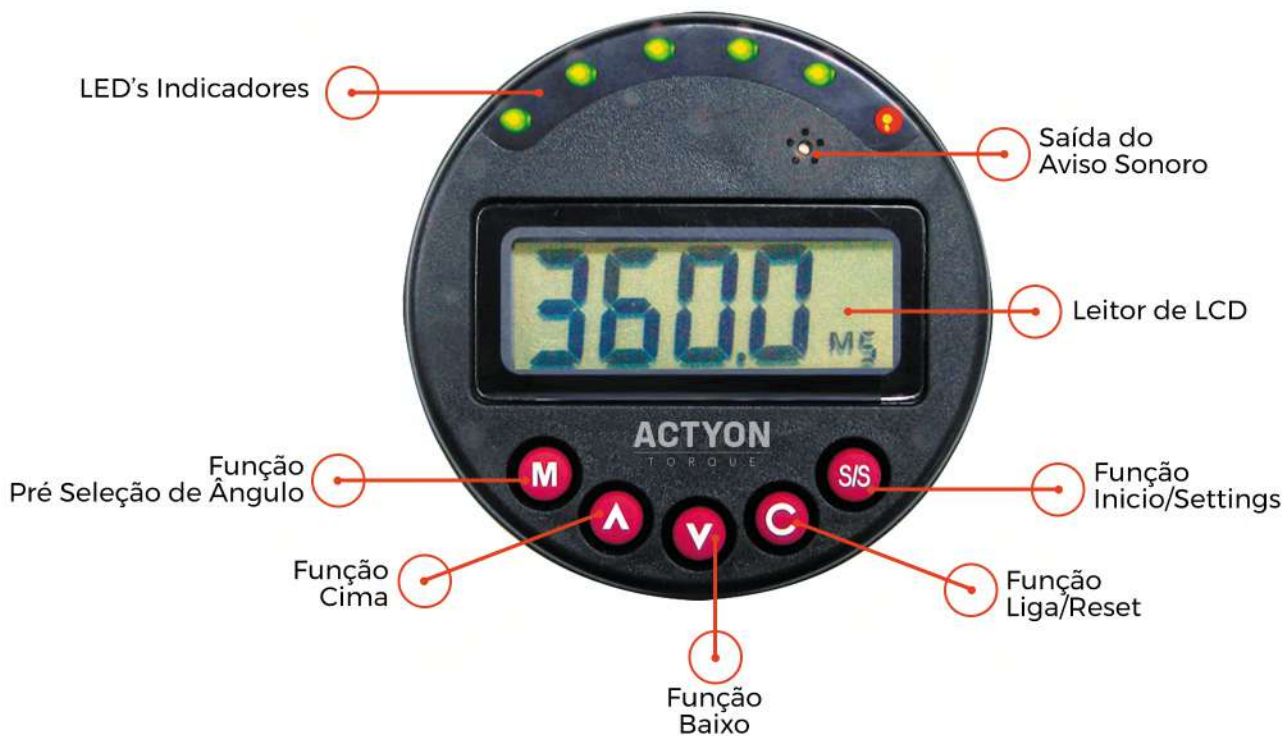 LED's Indicadores
Saída do
Aviso Sonoro
360.0
Leitor de LCD
ACTYON
TORQUE
Função
Pré Seleção de Ângulo
M
S/S
Função
Inicio/Settings
Função
Cima
C
Função
Liga/Reset
Função
Baixo